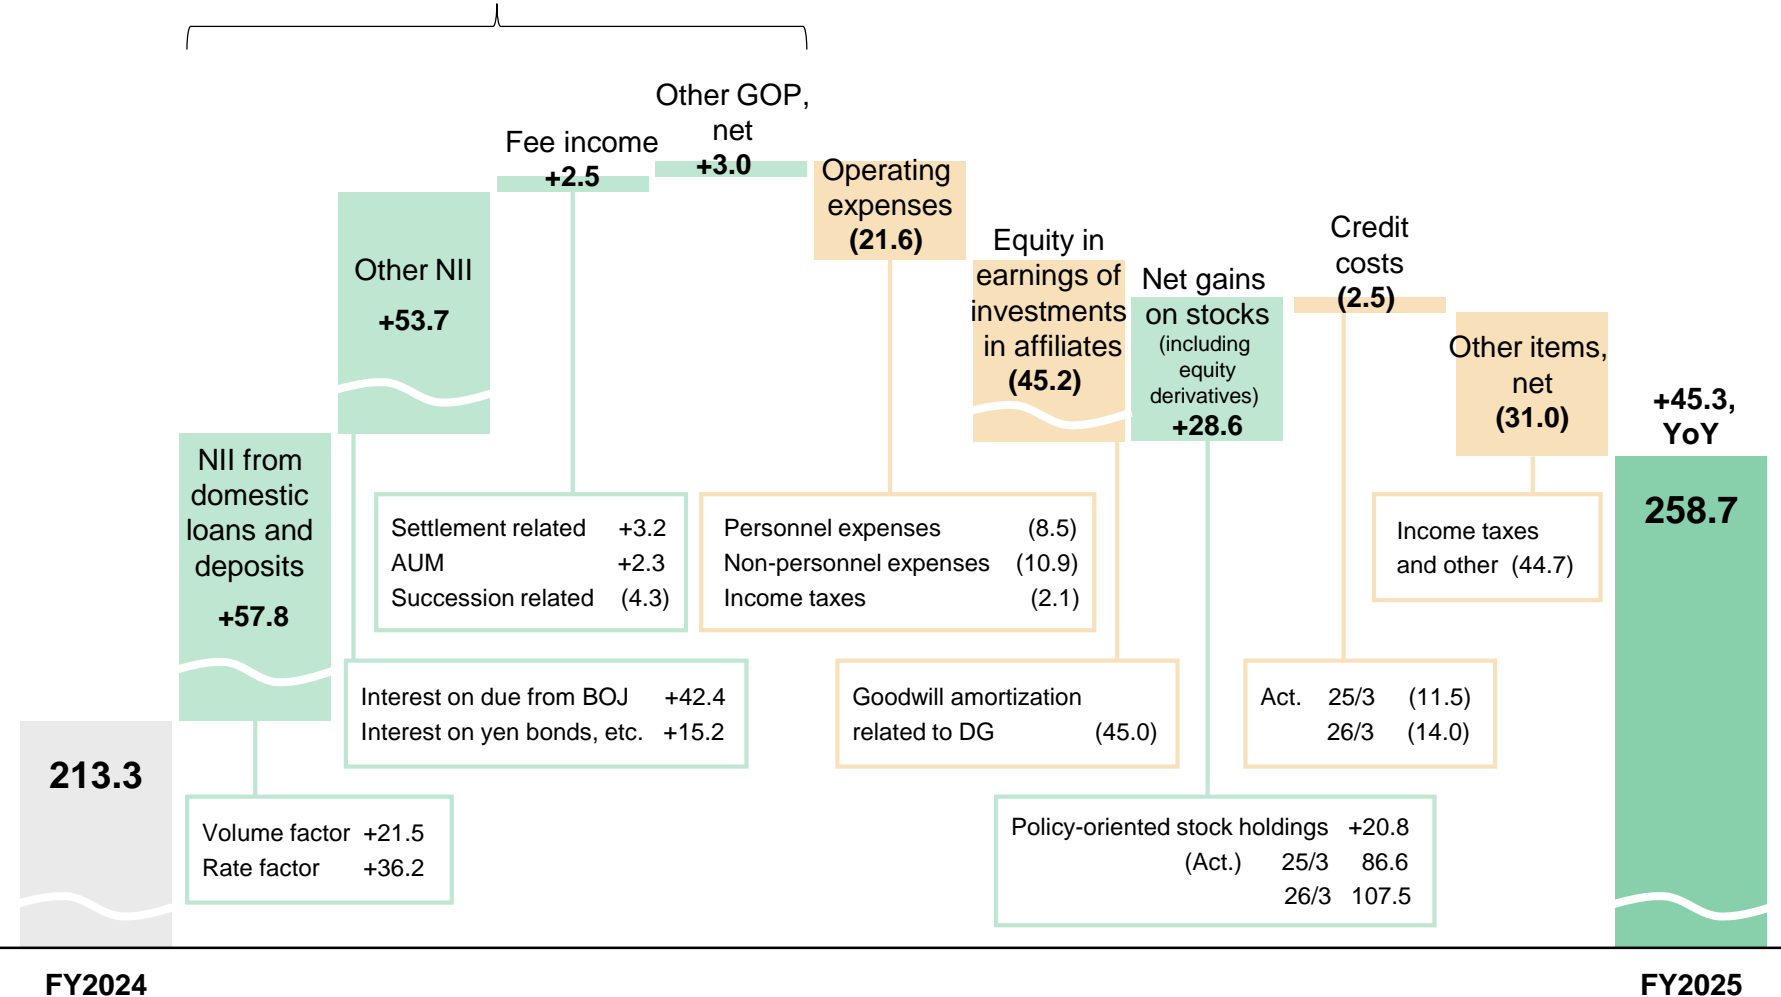 Other GOP,
net
+3.0
Fee income
+2.5
Operating
expenses
(21.6)
Other NII
+53.7
Equity in
earnings of
investments
in affiliates
(45.2)
Net gains
on stocks
(including
equity
derivatives)
+28.6
Credit
costs
(2.5)
Other items,
net
(31.0)
+45.3,
YoY
258.7
NII from
domestic
loans and
deposits
+57.8
Settlement related +3.2
AUM +2.3
Succession related (4.3)
Personnel expenses (8.5)
Non-personnel expenses (10.9)
Income taxes (2.1)
Income taxes
and other (44.7)
Interest on due from BOJ +42.4
Interest on yen bonds, etc. +15.2
Goodwill amortization
related to DG (45.0)
Act. 25/3 (11.5)
26/3 (14.0)
213.3
Volume factor +21.5
Rate factor +36.2
Policy-oriented stock holdings +20.8
(Act.) 25/3 86.6
26/3 107.5
FY2024
FY2025